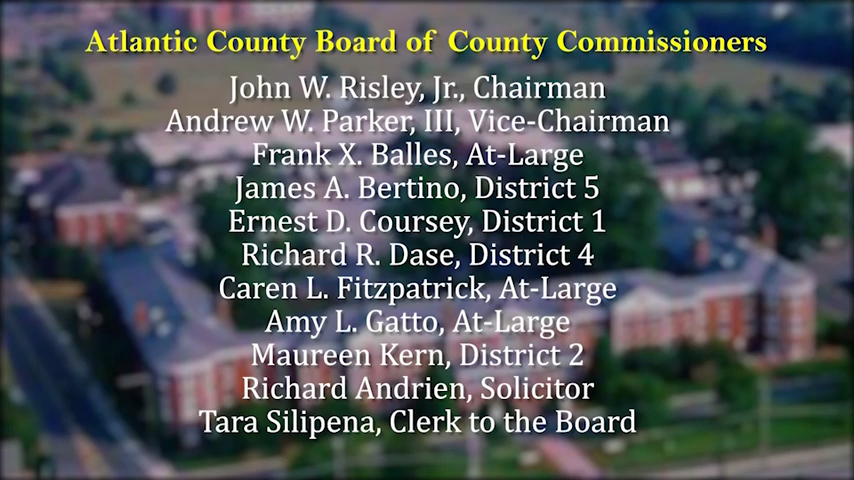 Atlantic County Board of County Commissioners
John W. Risley, Jr., Chairman
Andrew W. Parker, III, Vice-Chairman
Frank X. Balles, At-Large
James A. Bertino, District 5
Ernest D. Coursey, District 1
Richard R. Dase, District 4
Caren L. Fitzpatrick, At-Large
Amy L. Gatto, At-Large
Maureen Kern, District 2
Richard Andrien, Solicitor
Tara Silipena, Clerk to the Board